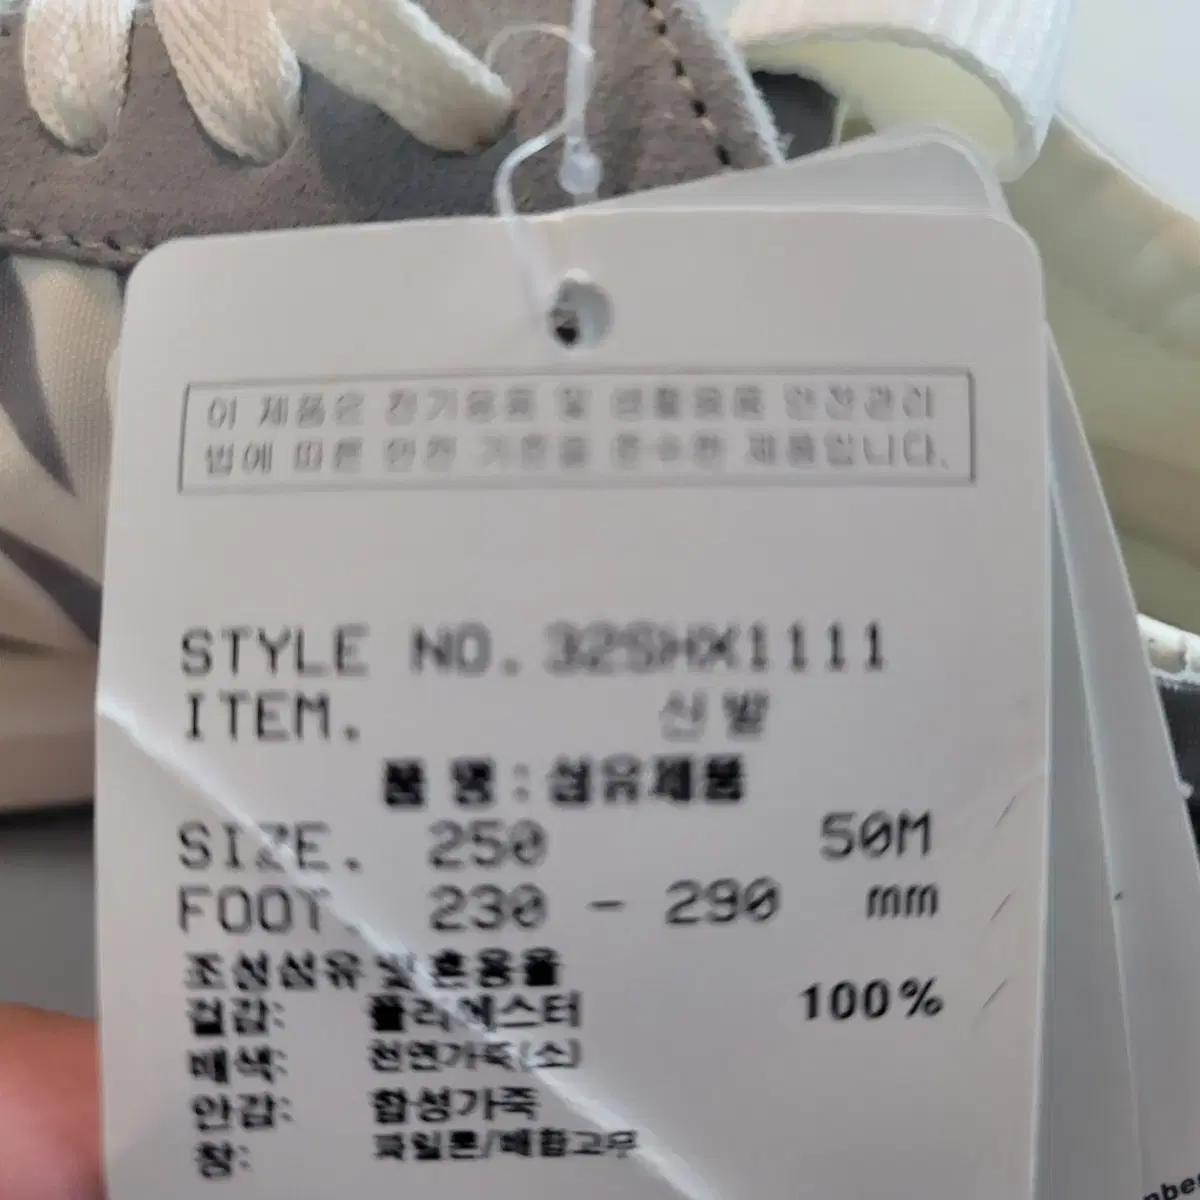 이 제품은 전기용품 및 생활용품 안전관리
법에 따른 안전 기준을 준수한 제품입니다.
STYLE NO. 32SHX1111
ITEM. 신발
품 명 : 섬유제품
SIZE. 250 50M
FOOT. 230 - 290 mm
조성섬유 및 혼용율
겉감: 폴리에스터 100%
배색: 천연가죽(소)
안감: 합성가죽
창: 파일론/배합고무